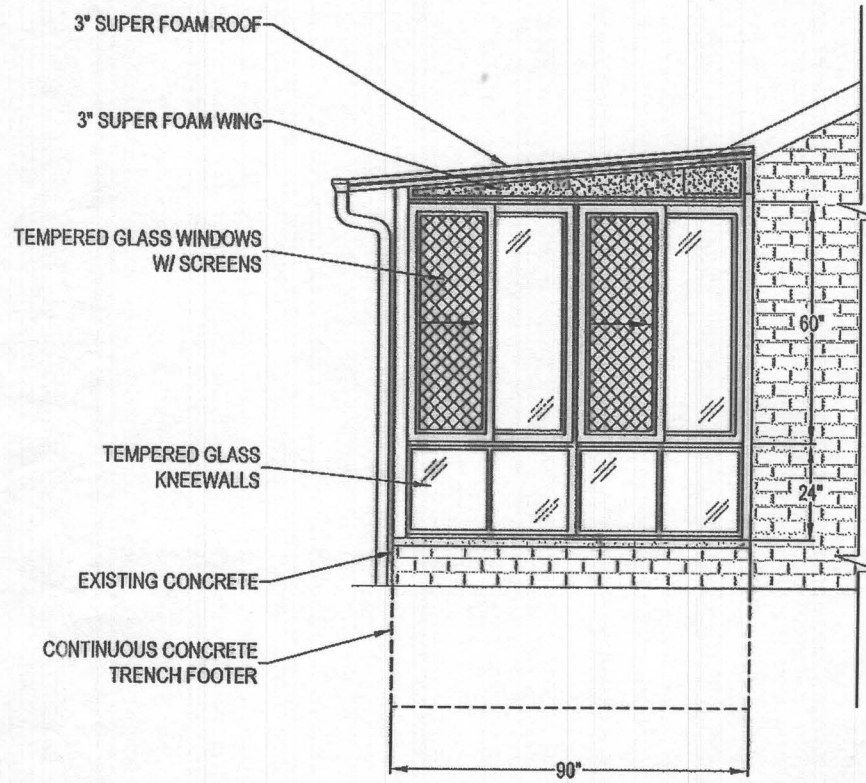 3" SUPER FOAM ROOF
3" SUPER FOAM WING
TEMPERED GLASS WINDOWS
W/ SCREENS
60"
TEMPERED GLASS
KNEEWALLS
24"
EXISTING CONCRETE
CONTINUOUS CONCRETE
TRENCH FOOTER
90"